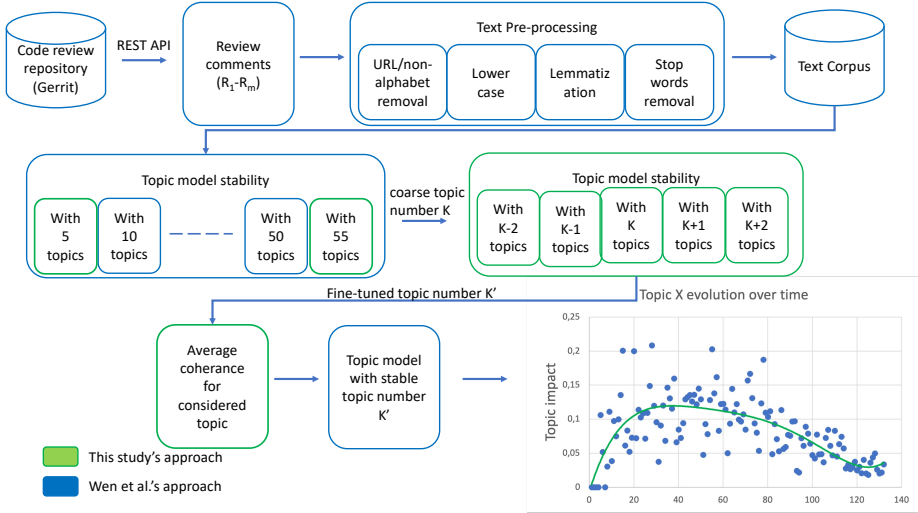 Code review
repository
(Gerrit)
REST API
Review
comments
(R1-Rm)
Text Pre-processing
URL/non-
alphabet
removal
Lower
case
Lemmatiz
ation
Stop
words
removal
Text Corpus
Topic model stability
With
5
topics
With
10
topics
With
50
topics
With
55
topics
coarse topic
number K
Topic model stability
With
K-2
topics
With
K-1
topics
With
K
topics
With
K+1
topics
With
K+2
topics
Fine-tuned topic number K’
Average
coherance
for
considered
topic
Topic model
with stable
topic number
K’
Topic X evolution over time
Topic impact
0,25
0,2
0,15
0,1
0,05
0
0
20
40
60
80
100
120
140
This study’s approach
Wen et al.’s approach